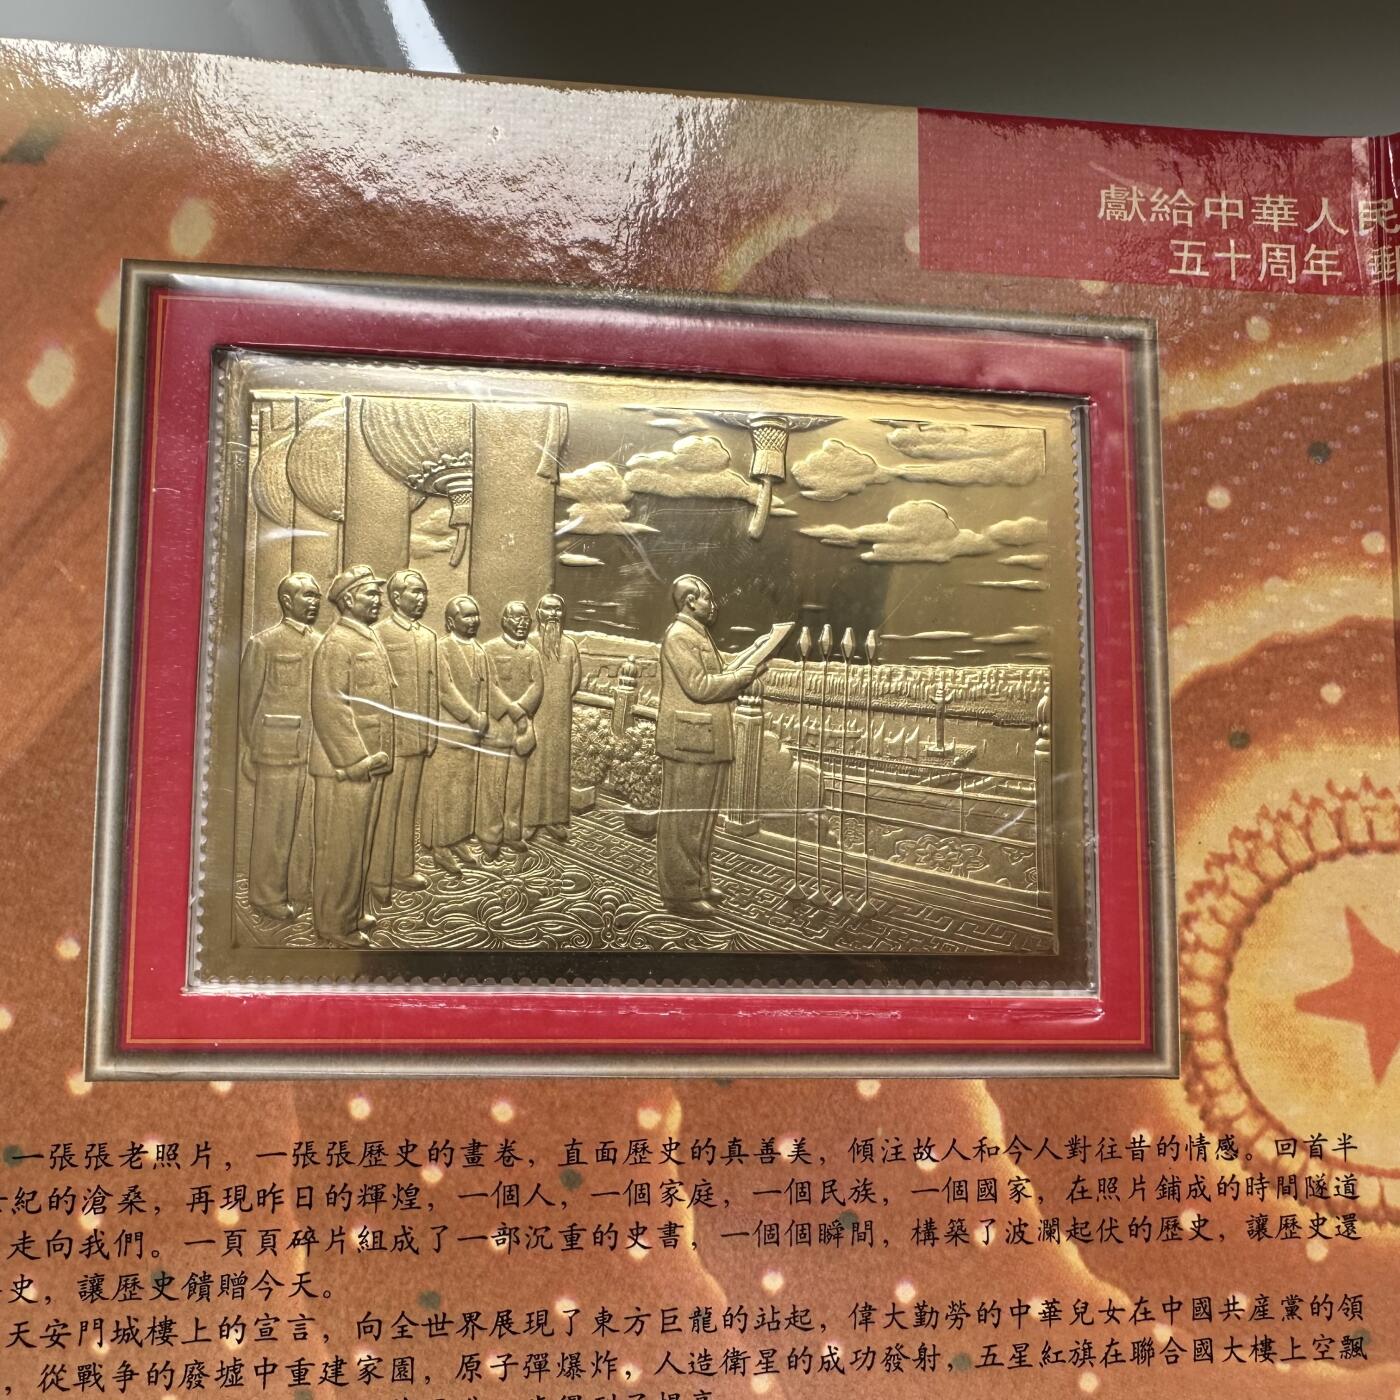 獻給中華人民
五十周年 郵
一張張老照片，一張張歷史的畫卷，直面歷史的真善美，傾注故人和今人對往昔的情感。回首半
紀的滄桑，再現昨日的輝煌，一個人，一個家庭，一個民族，一個國家，在照片鋪成的時間隧道
走向我們。一頁頁碎片組成了一部沉重的史書，一個個瞬間，構築了波瀾起伏的歷史，讓歷史還
史，讓歷史饋贈今天。
天安門城樓上的宣言，向全世界展現了東方巨龍的站起，偉大勤勞的中華兒女在中國共産黨的領
，從戰争的廢墟中重建家園，原子彈爆炸，人造衛星的成功發射，五星紅旗在聯合國大樓上空飄